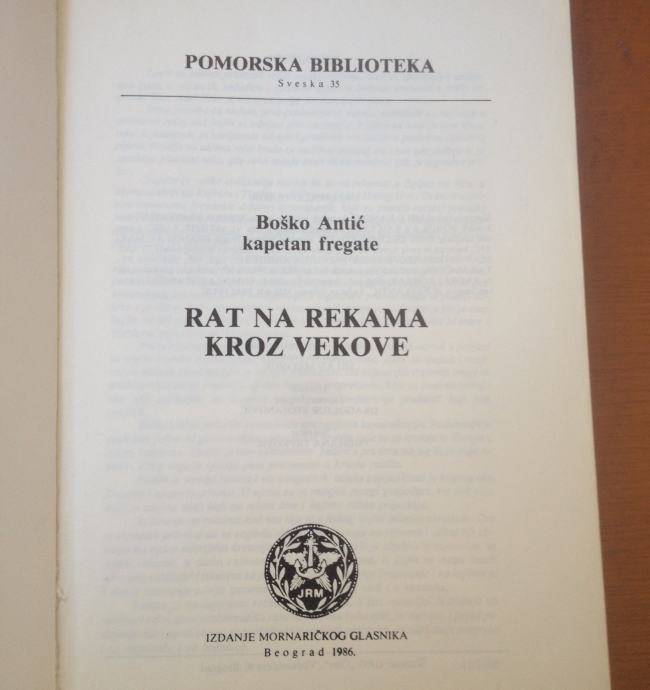 POMORSKA BIBLIOTEKA
Sveska 35
Boško Antić
kapetan fregate
RAT NA REKAMA
KROZ VEKOVE
JRM
IZDANJE MORNARIČKOG GLASNIKA
Beograd 1986.